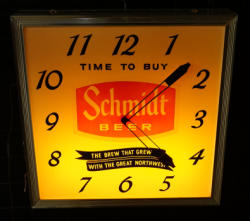 11 12 1
TIME TO BUY
10 2
Schmidt
9 3
BEER
8 4
THE BREW THAT GREW
WITH THE GREAT NORTHWEST
7 6 5